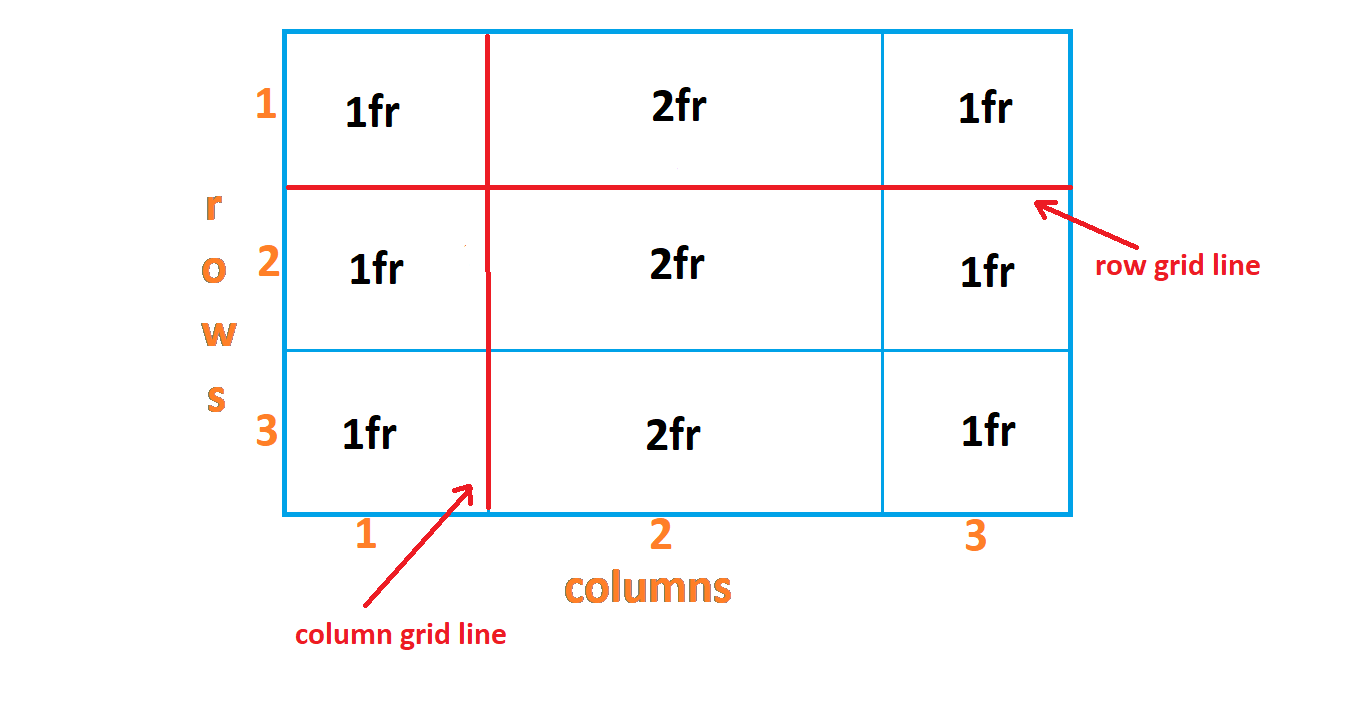 1 1fr 2fr 1fr
rows
2 1fr 2fr 1fr
row grid line
3 1fr 2fr 1fr
1 2 3
columns
column grid line